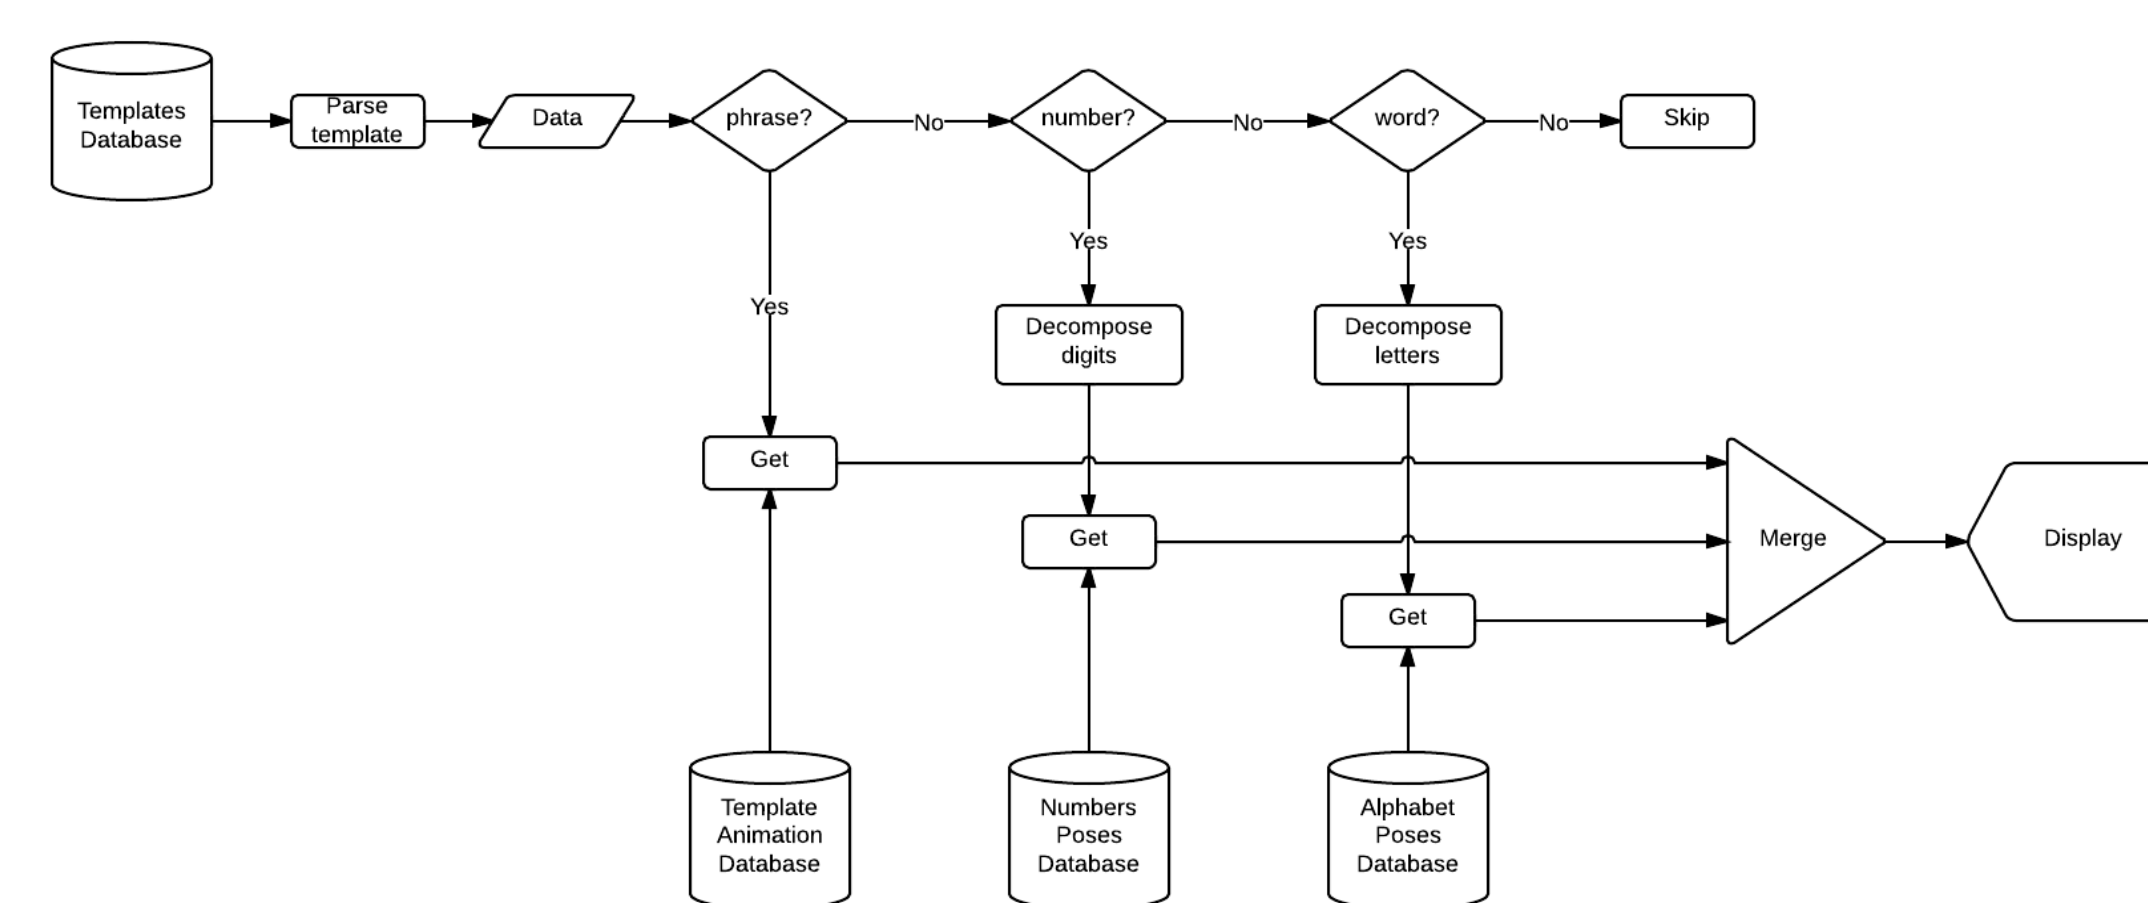 Templates
Database
Parse
template
Data
phrase?
No
number?
No
word?
No
Skip
Yes
Yes
Yes
Decompose
digits
Decompose
letters
Get
Get
Get
Merge
Display
Template
Animation
Database
Numbers
Poses
Database
Alphabet
Poses
Database